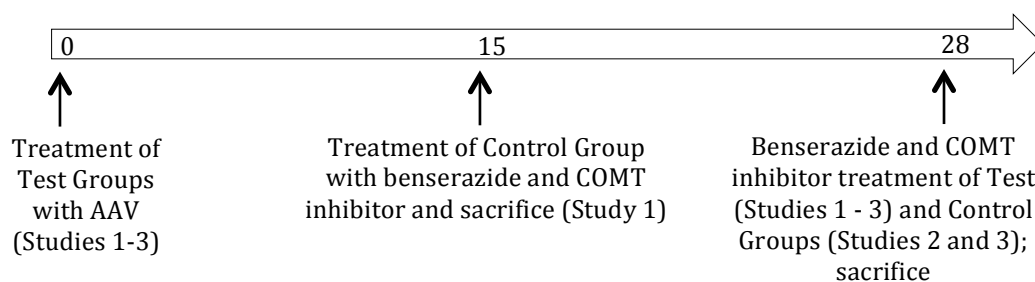 0
15
28
Treatment of
Test Groups
with AAV
(Studies 1-3)
Treatment of Control Group
with benserazide and COMT
inhibitor and sacrifice (Study 1)
Benserazide and COMT
inhibitor treatment of Test
(Studies 1 - 3) and Control
Groups (Studies 2 and 3);
sacrifice